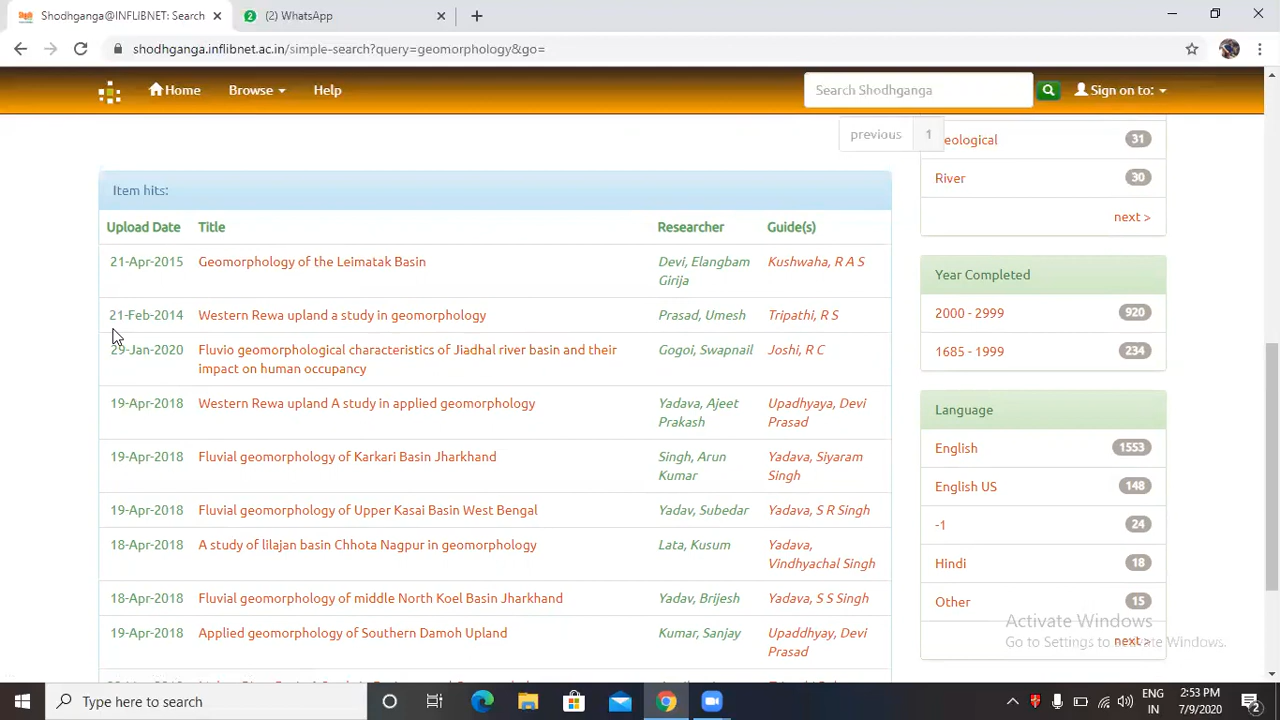 Shodhganga@INFLIBNET: Search
(2) WhatsApp
shodhganga.inflibnet.ac.in/simple-search?query=geomorphology&go=
Home Browse Help Search Shodhganga Sign on to:
previous 1
Item hits:
Upload Date Title Researcher Guide(s)
21-Apr-2015 Geomorphology of the Leimatak Basin Devi, Elangbam Kushwaha, R A S
Girija
21-Feb-2014 Western Rewa upland a study in geomorphology Prasad, Umesh Tripathi, R S
29-Jan-2020 Fluvio geomorphological characteristics of Jiadhal river basin and their Gogoi, Swapnail Joshi, R C
impact on human occupancy
19-Apr-2018 Western Rewa upland A study in applied geomorphology Yadava, Ajeet Upadhyaya, Devi
Prakash Prasad
19-Apr-2018 Fluvial geomorphology of Karkari Basin Jharkhand Singh, Arun Yadava, Siyaram
Kumar Singh
19-Apr-2018 Fluvial geomorphology of Upper Kasai Basin West Bengal Yadav, Subedar Yadava, S R Singh
18-Apr-2018 A study of lilajan basin Chhota Nagpur in geomorphology Lata, Kusum Yadava,
Vindhyachal Singh
18-Apr-2018 Fluvial geomorphology of middle North Koel Basin Jharkhand Yadav, Brijesh Yadava, S S Singh
19-Apr-2018 Applied geomorphology of Southern Damoh Upland Kumar, Sanjay Upaddhyay, Devi
Prasad
eological 31
River 30
next >
Year Completed
2000 - 2999 920
1685 - 1999 234
Language
English 1553
English US 148
-1 24
Hindi 18
Other 15
next >
Activate Windows
Go to Settings to activate Windows.
Type here to search
ENG
IN
2:53 PM
7/9/2020
2